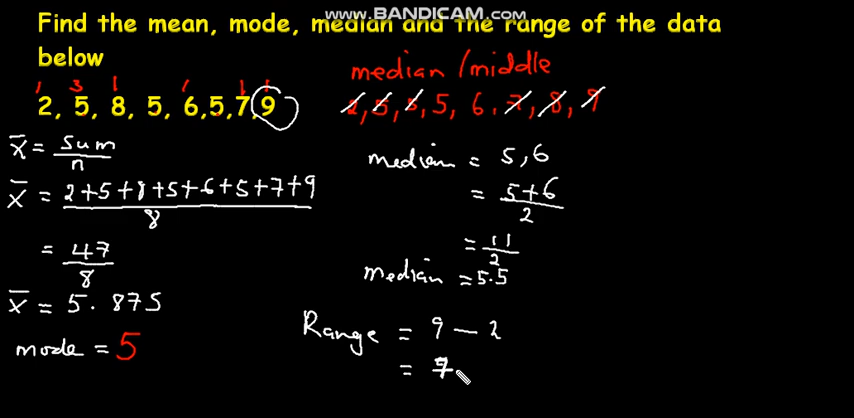 www.BANDICAM.com
Find the mean, mode, median and the range of the data
below
median / middle
1 3 1 1 1 1
2, 5, 8, 5, 6,5,7,9
2, 5, 5, 5, 6, 7, 8, 9
x̄ = Sum/n
x̄ = 2+5+8+5+6+5+7+9/8
= 47/8
x̄ = 5.875
mode = 5
median = 5,6
= 5+6/2
= 11/2
median = 5.5
Range = 9 - 2
= 7